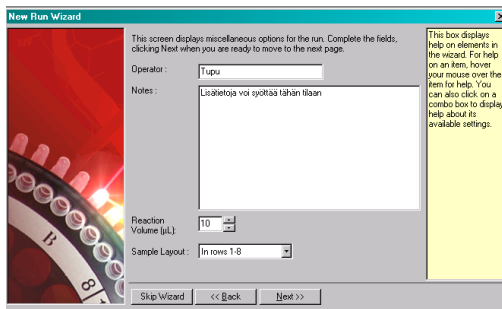 New Run Wizard
This screen displays miscellaneous options for the run. Complete the fields,
clicking Next when you are ready to move to the next page.
Operator :
Tupu
Notes :
Lisätietoja voi syöttää tähän tilaan
Reaction
Volume (µL):
10
Sample Layout :
In rows 1-8
Skip Wizard
<< Back
Next >>
This box displays
help on elements in
the wizard. For help
on an item, hover
your mouse over the
item for help. You
can also click on a
combo box to display
help about its
available settings.
B
8